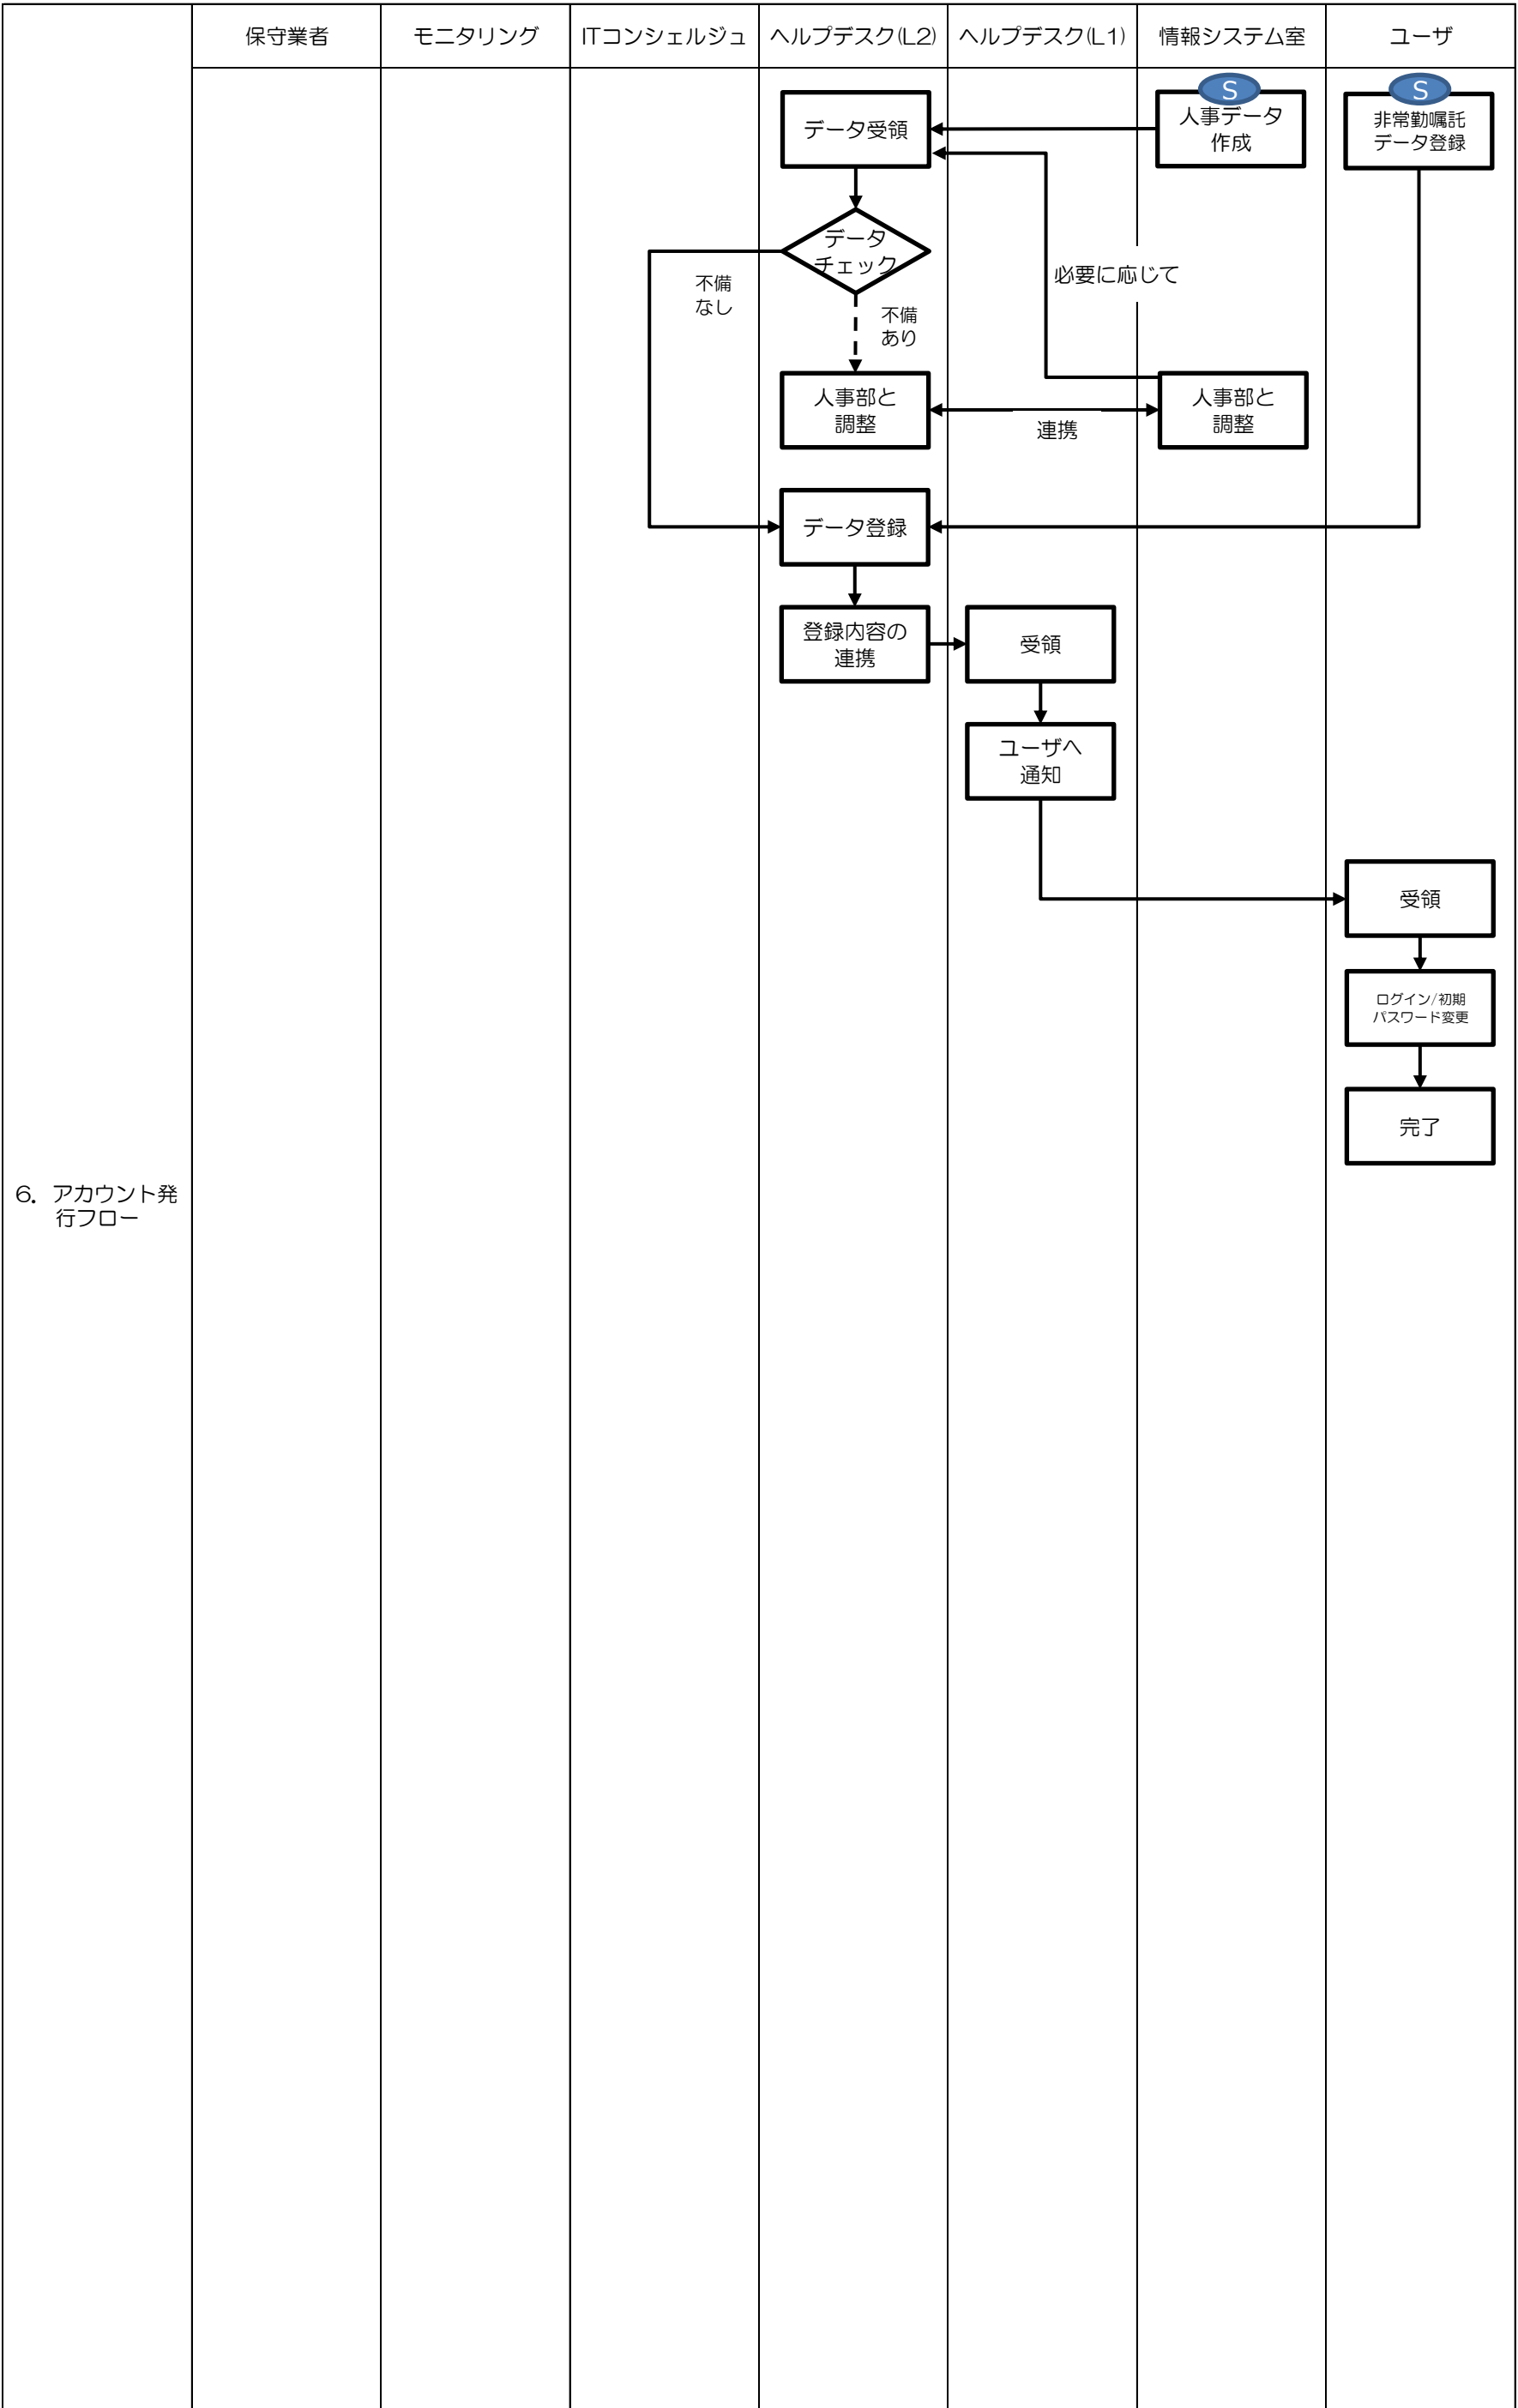 保守業者
モニタリング
ITコンシェルジュ
ヘルプデスク(L2)
ヘルプデスク(L1)
情報システム室
ユーザ
S
S
データ受領
人事データ
作成
非常勤嘱託
データ登録
データ
チェック
不備
なし
必要に応じて
不備
あり
人事部と
調整
連携
人事部と
調整
データ登録
登録内容の
連携
受領
ユーザへ
通知
受領
ログイン/初期
パスワード変更
完了
6．アカウント発
行フロー